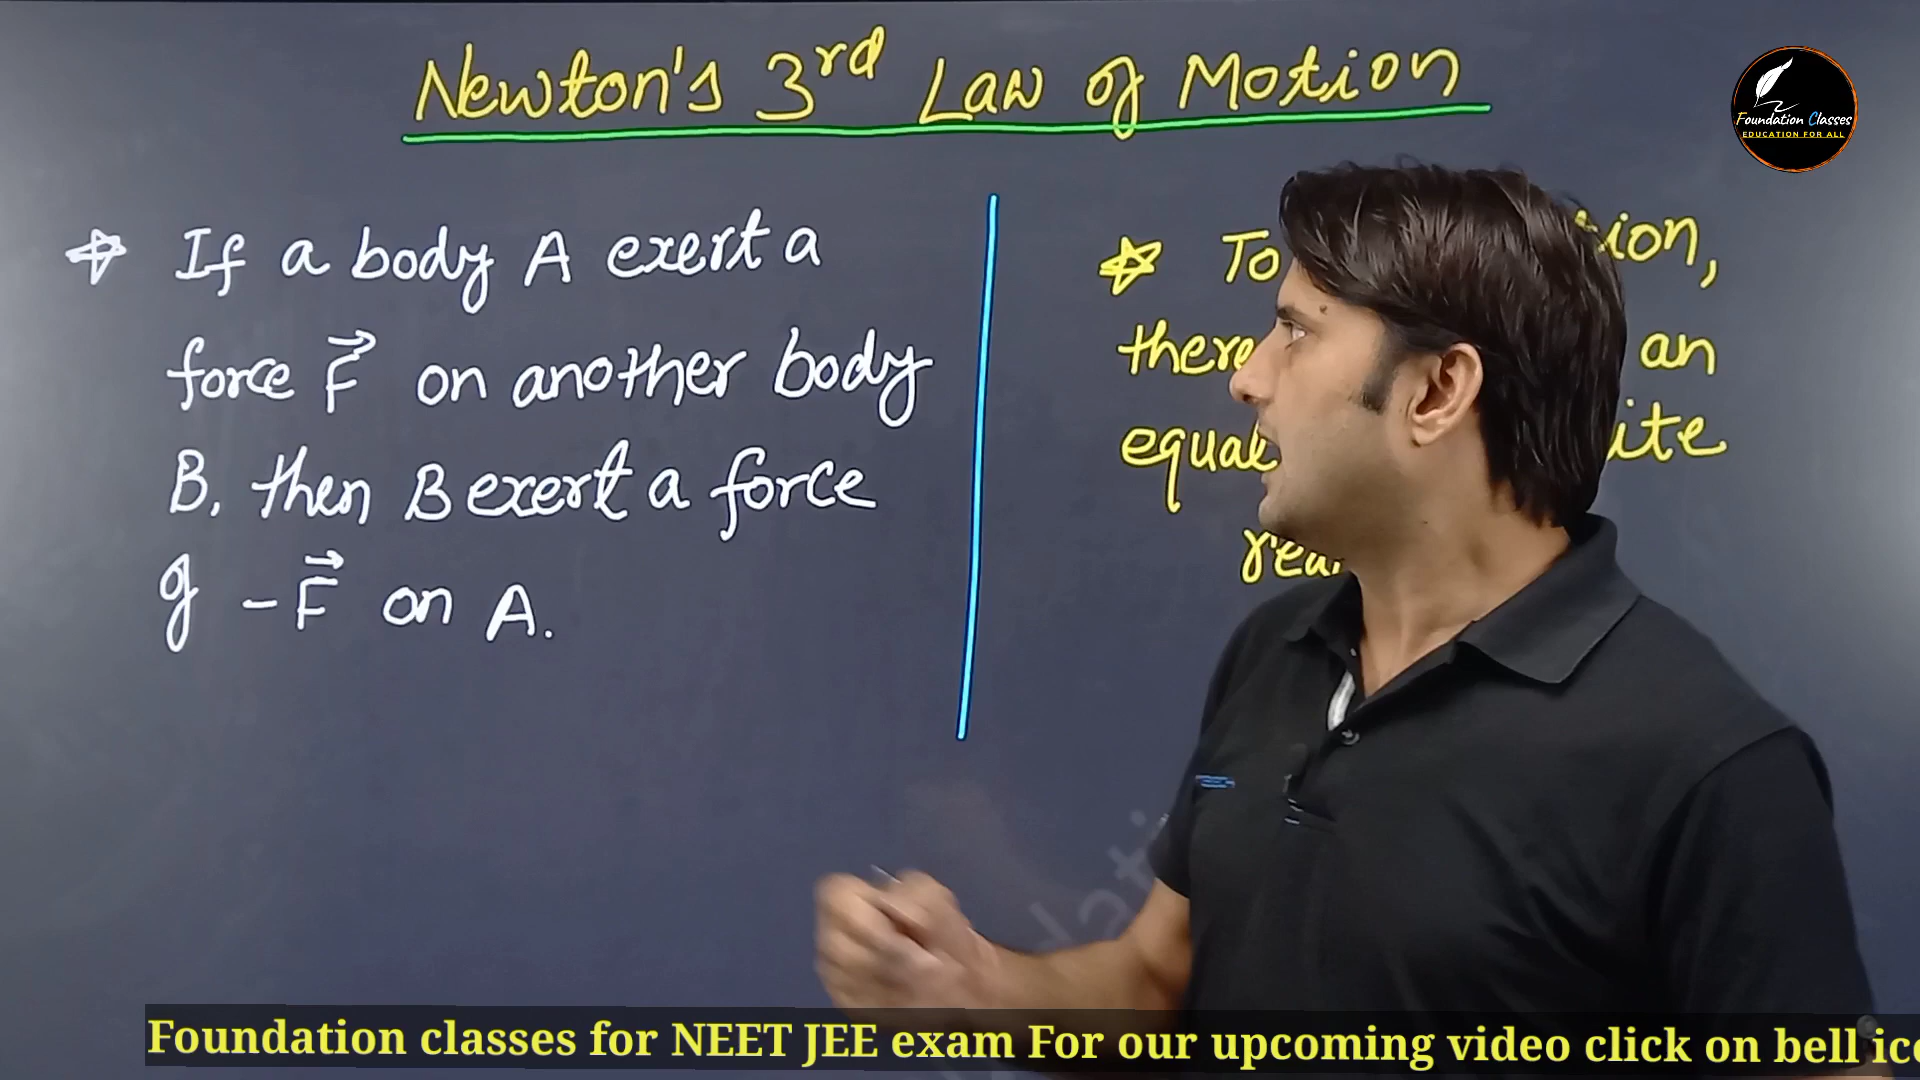 Newton's 3rd Law of Motion
Foundation Classes
EDUCATION FOR ALL
If a body A exert a
force F⃗ on another body
B, then B exert a force
of -F⃗ on A.
To tion,
there an
equal ite
Foundation classes for NEET JEE exam For our upcoming video click on bell ico